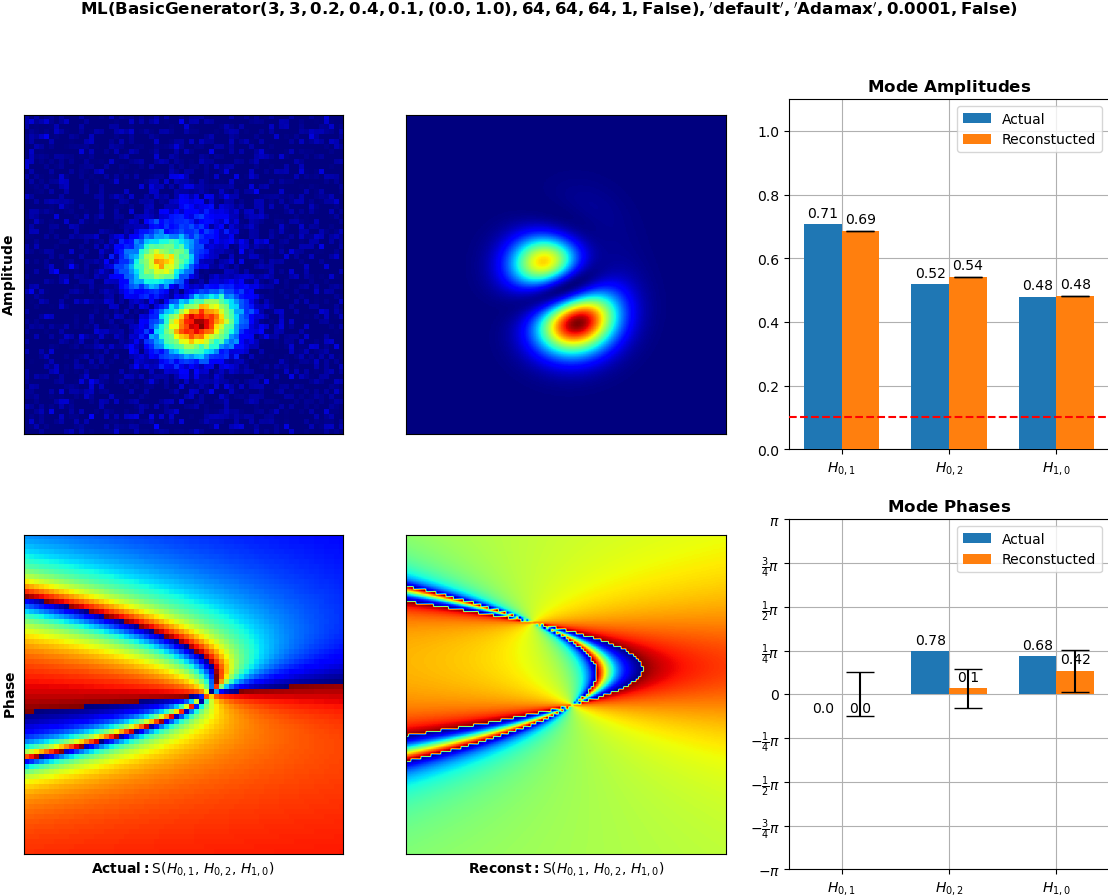 ML(BasicGenerator(3, 3, 0.2, 0.4, 0.1, (0.0, 1.0), 64, 64, 64, 1, False), ′default′, ′Adamax′, 0.0001, False)
Mode Amplitudes
Amplitude
1.0
0.8
0.6
0.4
0.2
0.0
Actual
Reconstucted
0.71
0.69
0.52
0.54
0.48
0.48
H₀,₁
H₀,₂
H₁,₀
Mode Phases
Phase
π
3/4π
1/2π
1/4π
0
−1/4π
−1/2π
−3/4π
−π
Actual
Reconstucted
0.0
0.0
0.78
0.1
0.68
0.42
H₀,₁
H₀,₂
H₁,₀
Actual: S(H₀,₁, H₀,₂, H₁,₀)
Reconst: S(H₀,₁, H₀,₂, H₁,₀)